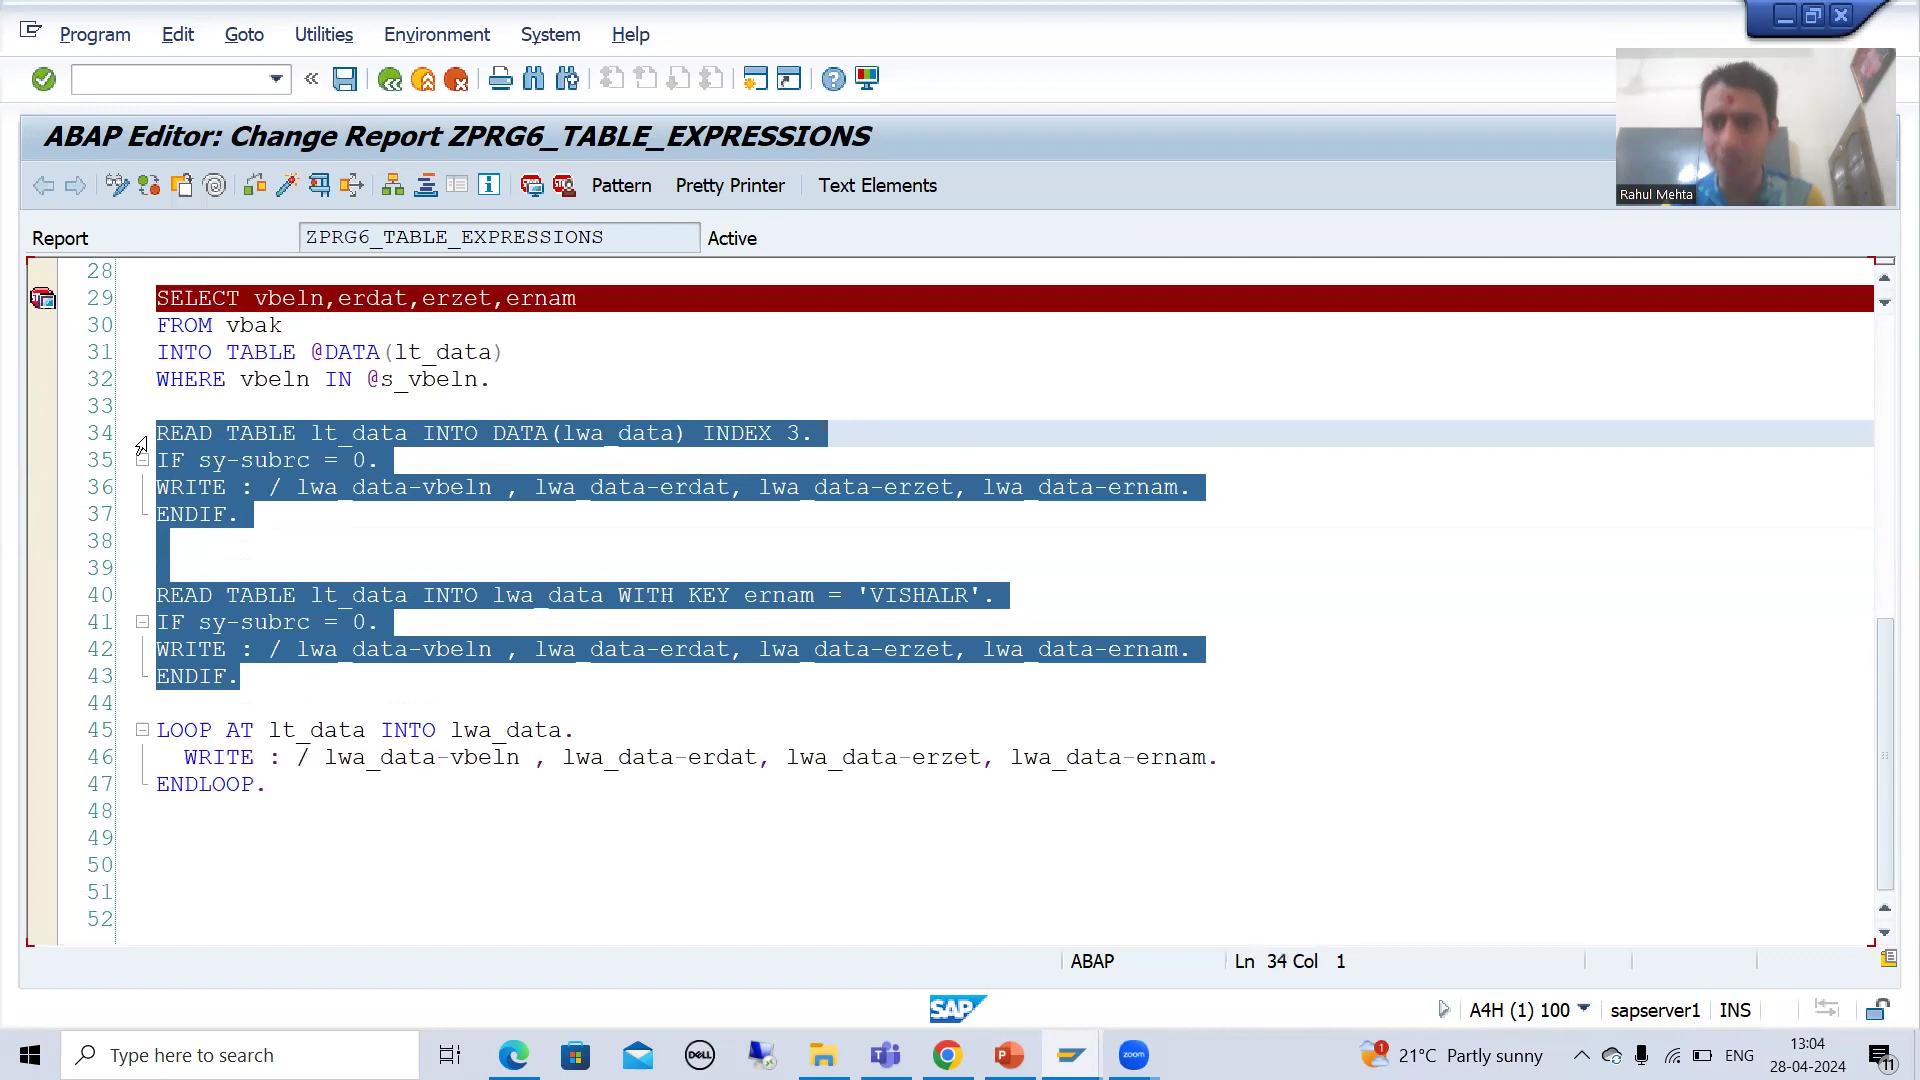 Program Edit Goto Utilities Environment System Help
ABAP Editor: Change Report ZPRG6_TABLE_EXPRESSIONS
Pattern Pretty Printer Text Elements
Rahul Mehta
Report ZPRG6_TABLE_EXPRESSIONS Active
28
29 SELECT vbeln,erdat,erzet,ernam
30 FROM vbak
31 INTO TABLE @DATA(lt_data)
32 WHERE vbeln IN @s_vbeln.
33
34 READ TABLE lt_data INTO DATA(lwa_data) INDEX 3.
35 IF sy-subrc = 0.
36 WRITE : / lwa_data-vbeln , lwa_data-erdat, lwa_data-erzet, lwa_data-ernam.
37 ENDIF.
38
39
40 READ TABLE lt_data INTO lwa_data WITH KEY ernam = 'VISHALR'.
41 IF sy-subrc = 0.
42 WRITE : / lwa_data-vbeln , lwa_data-erdat, lwa_data-erzet, lwa_data-ernam.
43 ENDIF.
44
45 LOOP AT lt_data INTO lwa_data.
46 WRITE : / lwa_data-vbeln , lwa_data-erdat, lwa_data-erzet, lwa_data-ernam.
47 ENDLOOP.
48
49
50
51
52
ABAP Ln 34 Col 1
SAP A4H (1) 100 sapserver1 INS
Type here to search DELL zoom 1 21°C Partly sunny ENG 13:04
28-04-2024 11